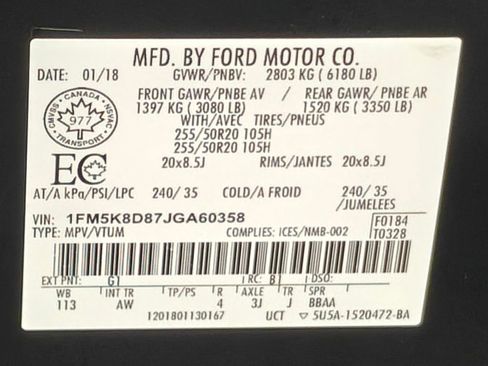 MFD. BY FORD MOTOR CO.
DATE: 01/18 GVWR/PNBV: 2803 KG ( 6180 LB)
FRONT GAWR/PNBE AV / REAR GAWR/ PNBE AR
1397 KG ( 3080 LB) 1520 KG ( 3350 LB)
WITH/AVEC TIRES/PNEUS
255/50R20 105H 255/50R20 105H
20x8.5J RIMS/JANTES 20x8.5J
CMVSS CANADA NSVAC
977
TRANSPORT
EC
AT/A kPa/PSI/LPC 240/ 35 COLD/A FROID 240/ 35
/JUMELEES
VIN: 1FM5K8D87JGA60358 F0184
TYPE: MPV/VTUM COMPLIES: ICES/NMB-002 T0328
EXT PNT: G1 RC: B1 DSO:
WB INT TR TP/PS R AXLE TR SPR
113 AW 4 3J J BBAA
1201801130167 UCT ▽ 5U5A-1520472-BA